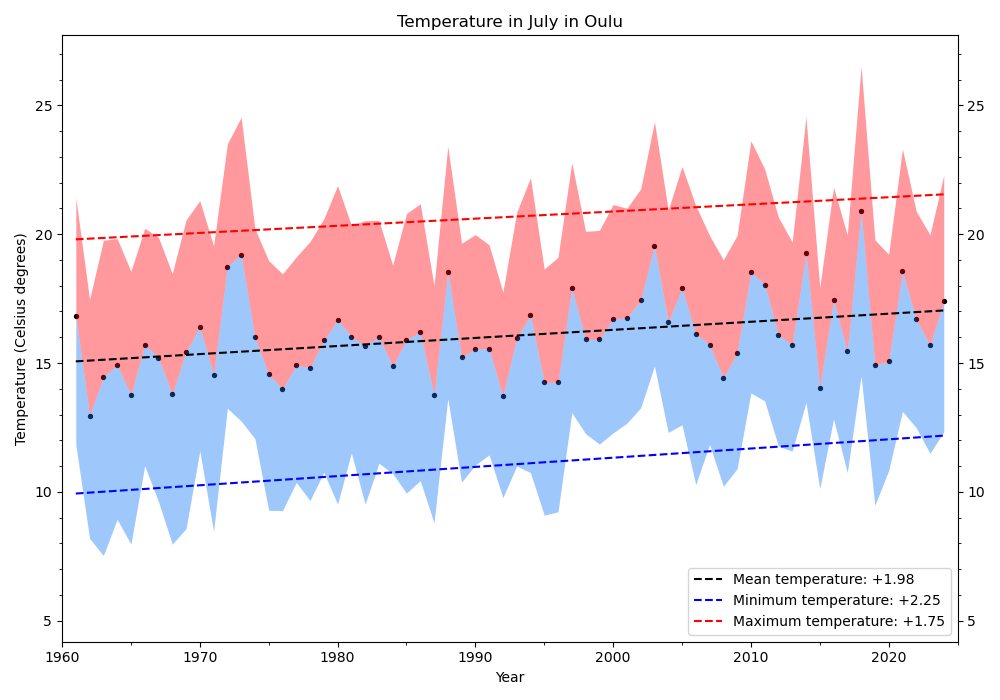 Temperature in July in Oulu
Temperature (Celsius degrees)
25
20
15
10
5
25
20
15
10
5
1960
1970
1980
1990
2000
2010
2020
Year
Mean temperature: +1.98
Minimum temperature: +2.25
Maximum temperature: +1.75